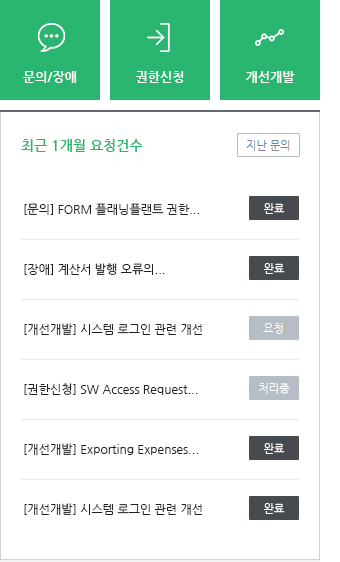 문의/장애
권한신청
개선개발
최근 1개월 요청건수
지난 문의
[문의] FORM 플래닝플랜트 권한...
완료
[장애] 계산서 발행 오류의...
완료
[개선개발] 시스템 로그인 관련 개선
요청
[권한신청] SW Access Request...
처리중
[개선개발] Exporting Expenses...
완료
[개선개발] 시스템 로그인 관련 개선
완료